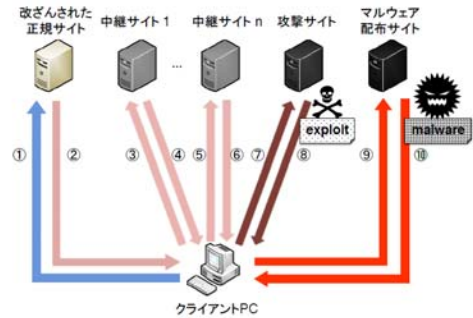 改ざんされた
正規サイト
中継サイト 1
...
中継サイト n
攻撃サイト
マルウェア
配布サイト
exploit
malware
①
②
③
④
⑤
⑥
⑦
⑧
⑨
⑩
クライアントPC